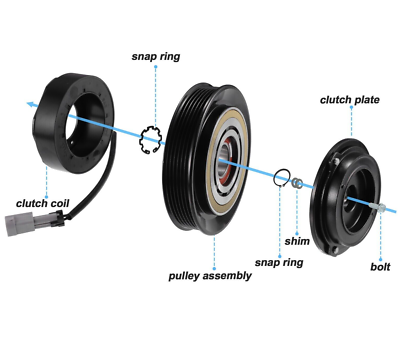 snap ring
clutch plate
clutch coil
shim
bolt
snap ring
pulley assembly